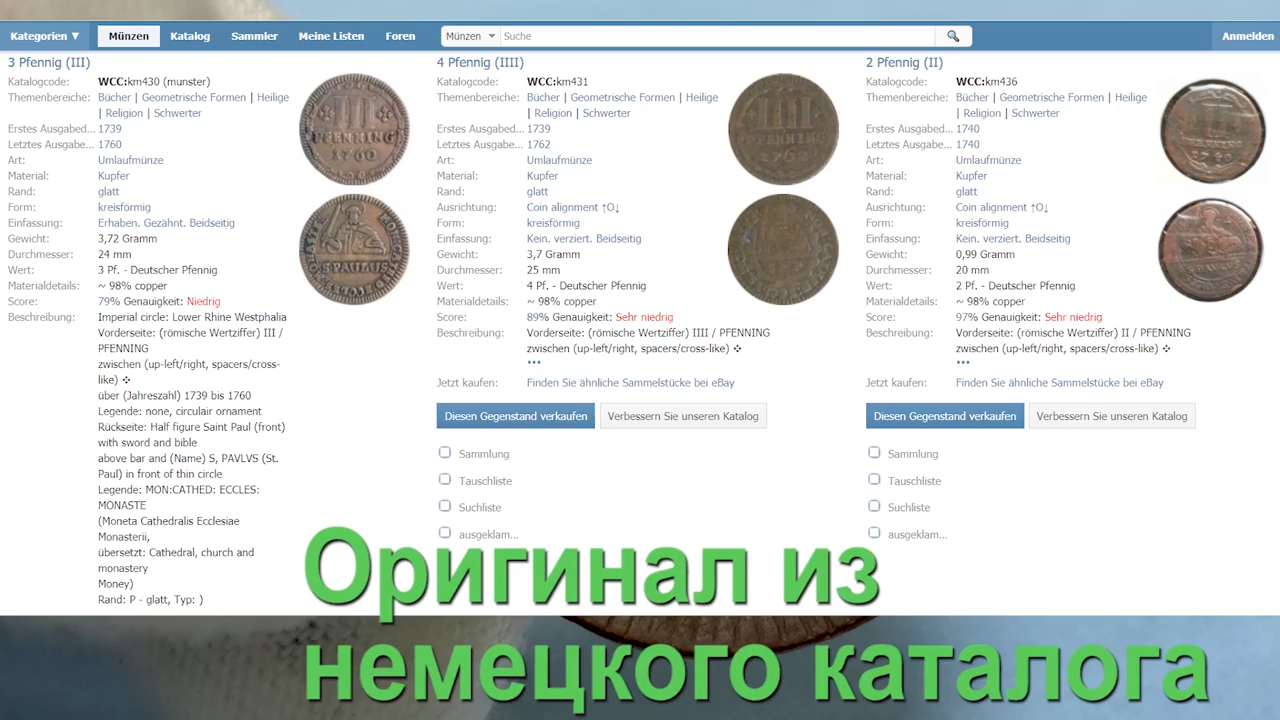 Kategorien ▼ Münzen Katalog Sammler Meine Listen Foren Münzen ▼ Suche Anmelden
3 Pfennig (III)
Katalogcode: WCC:km430 (munster)
Themenbereiche: Bücher | Geometrische Formen | Heilige
| Religion | Schwerter
Erstes Ausgabed... 1739
Letztes Ausgabe... 1760
Art: Umlaufmünze
Material: Kupfer
Rand: glatt
Form: kreisförmig
Einfassung: Erhaben. Gezähnt. Beidseitig
Gewicht: 3,72 Gramm
Durchmesser: 24 mm
Wert: 3 Pf. - Deutscher Pfennig
Materialdetails: ~ 98% copper
Score: 79% Genauigkeit: Niedrig
Beschreibung: Imperial circle: Lower Rhine Westphalia
Vorderseite: (römische Wertziffer) III /
PFENNING
zwischen (up-left/right, spacers/cross-
like) ⁘
über (Jahreszahl) 1739 bis 1760
Legende: none, circulair ornament
Rückseite: Half figure Saint Paul (front)
with sword and bible
above bar and (Name) S, PAVLVS (St.
Paul) in front of thin circle
Legende: MON:CATHED: ECCLES:
MONASTE
(Moneta Cathedralis Ecclesiae
Monasterii,
übersetzt: Cathedral, church and
monastery
Money)
Rand: P - glatt, Typ: )
III
PFENNING
1760
S·PAULUS
4 Pfennig (IIII)
Katalogcode: WCC:km431
Themenbereiche: Bücher | Geometrische Formen | Heilige
| Religion | Schwerter
Erstes Ausgabed... 1739
Letztes Ausgabe... 1762
Art: Umlaufmünze
Material: Kupfer
Rand: glatt
Ausrichtung: Coin alignment ↑O↓
Form: kreisförmig
Einfassung: Kein. verziert. Beidseitig
Gewicht: 3,7 Gramm
Durchmesser: 25 mm
Wert: 4 Pf. - Deutscher Pfennig
Materialdetails: ~ 98% copper
Score: 89% Genauigkeit: Sehr niedrig
Beschreibung: Vorderseite: (römische Wertziffer) IIII / PFENNING
zwischen (up-left/right, spacers/cross-like) ⁘
•••
Jetzt kaufen: Finden Sie ähnliche Sammelstücke bei eBay
Diesen Gegenstand verkaufen Verbessern Sie unseren Katalog
Sammlung
Tauschliste
Suchliste
ausgeklam...
IIII
PFENNING
2 Pfennig (II)
Katalogcode: WCC:km436
Themenbereiche: Bücher | Geometrische Formen | Heilige
| Religion | Schwerter
Erstes Ausgabed... 1740
Letztes Ausgabe... 1740
Art: Umlaufmünze
Material: Kupfer
Rand: glatt
Ausrichtung: Coin alignment ↑O↓
Form: kreisförmig
Einfassung: Kein. verziert. Beidseitig
Gewicht: 0,99 Gramm
Durchmesser: 20 mm
Wert: 2 Pf. - Deutscher Pfennig
Materialdetails: ~ 98% copper
Score: 97% Genauigkeit: Sehr niedrig
Beschreibung: Vorderseite: (römische Wertziffer) II / PFENNING
zwischen (up-left/right, spacers/cross-like) ⁘
•••
Jetzt kaufen: Finden Sie ähnliche Sammelstücke bei eBay
Diesen Gegenstand verkaufen Verbessern Sie unseren Katalog
Sammlung
Tauschliste
Suchliste
ausgeklam...
Оригинал из
немецкого каталога